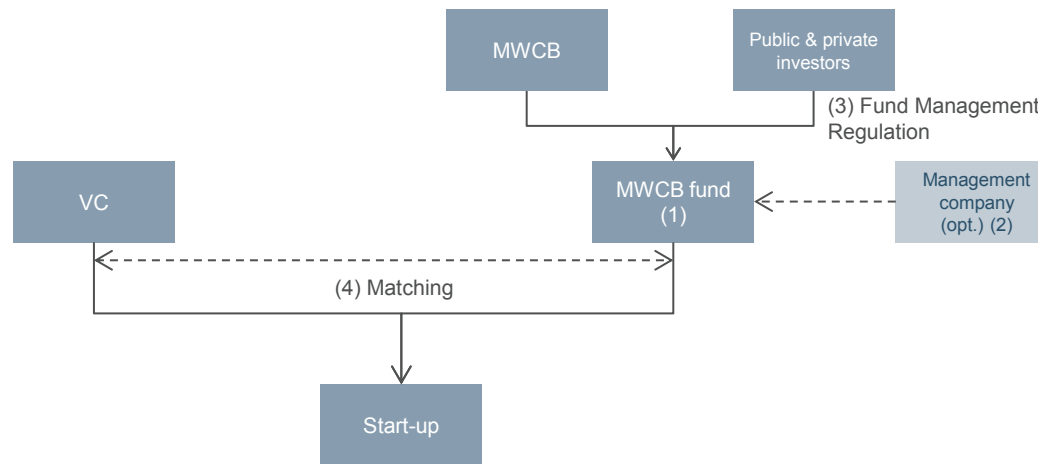 MWCB
Public & private
investors
(3) Fund Management
Regulation
VC
MWCB fund
(1)
Management
company
(opt.) (2)
(4) Matching
Start-up